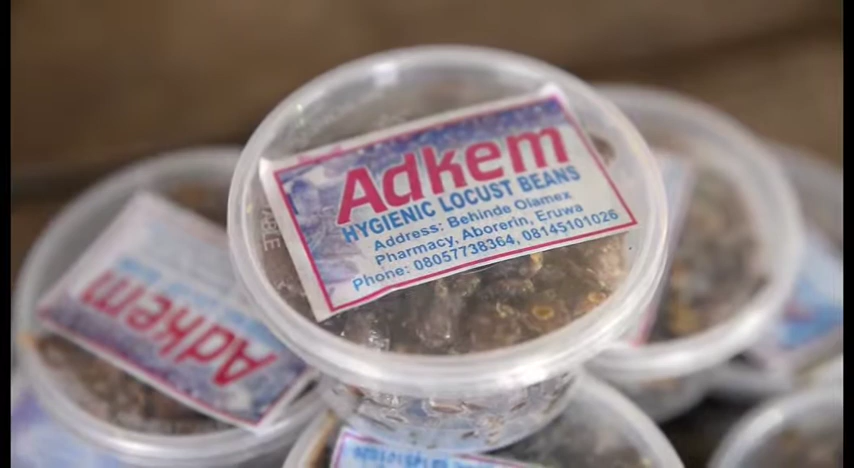 Adkem
HYGIENIC LOCUST BEANS
Address: Behinde Olamex
Pharmacy, Aborerin, Eruwa
Phone: 08057738364, 08145101026
Adkem